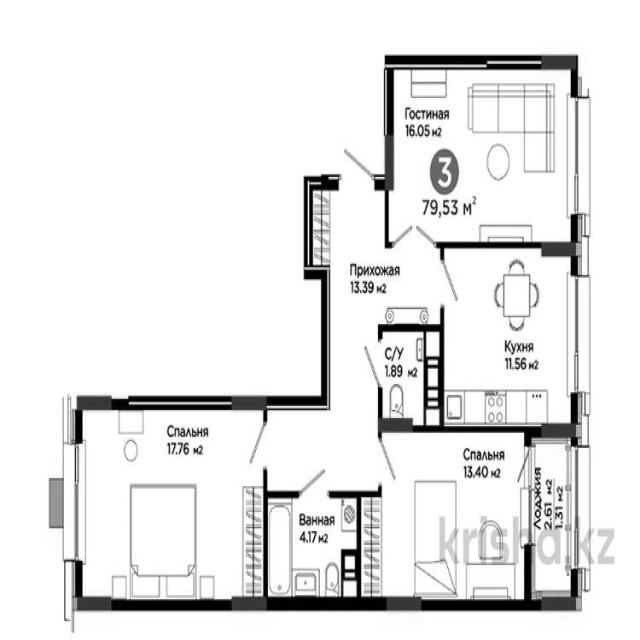 Гостиная
16.05 м2
3
79,53 м2
Прихожая
13.39 м2
С/У
1.89 м2
Кухня
11.56 м2
Спальня
17.76 м2
Спальня
13.40 м2
Ванная
4.17 м2
Лоджия
2.61 м2
1.31 м2
krisha.kz